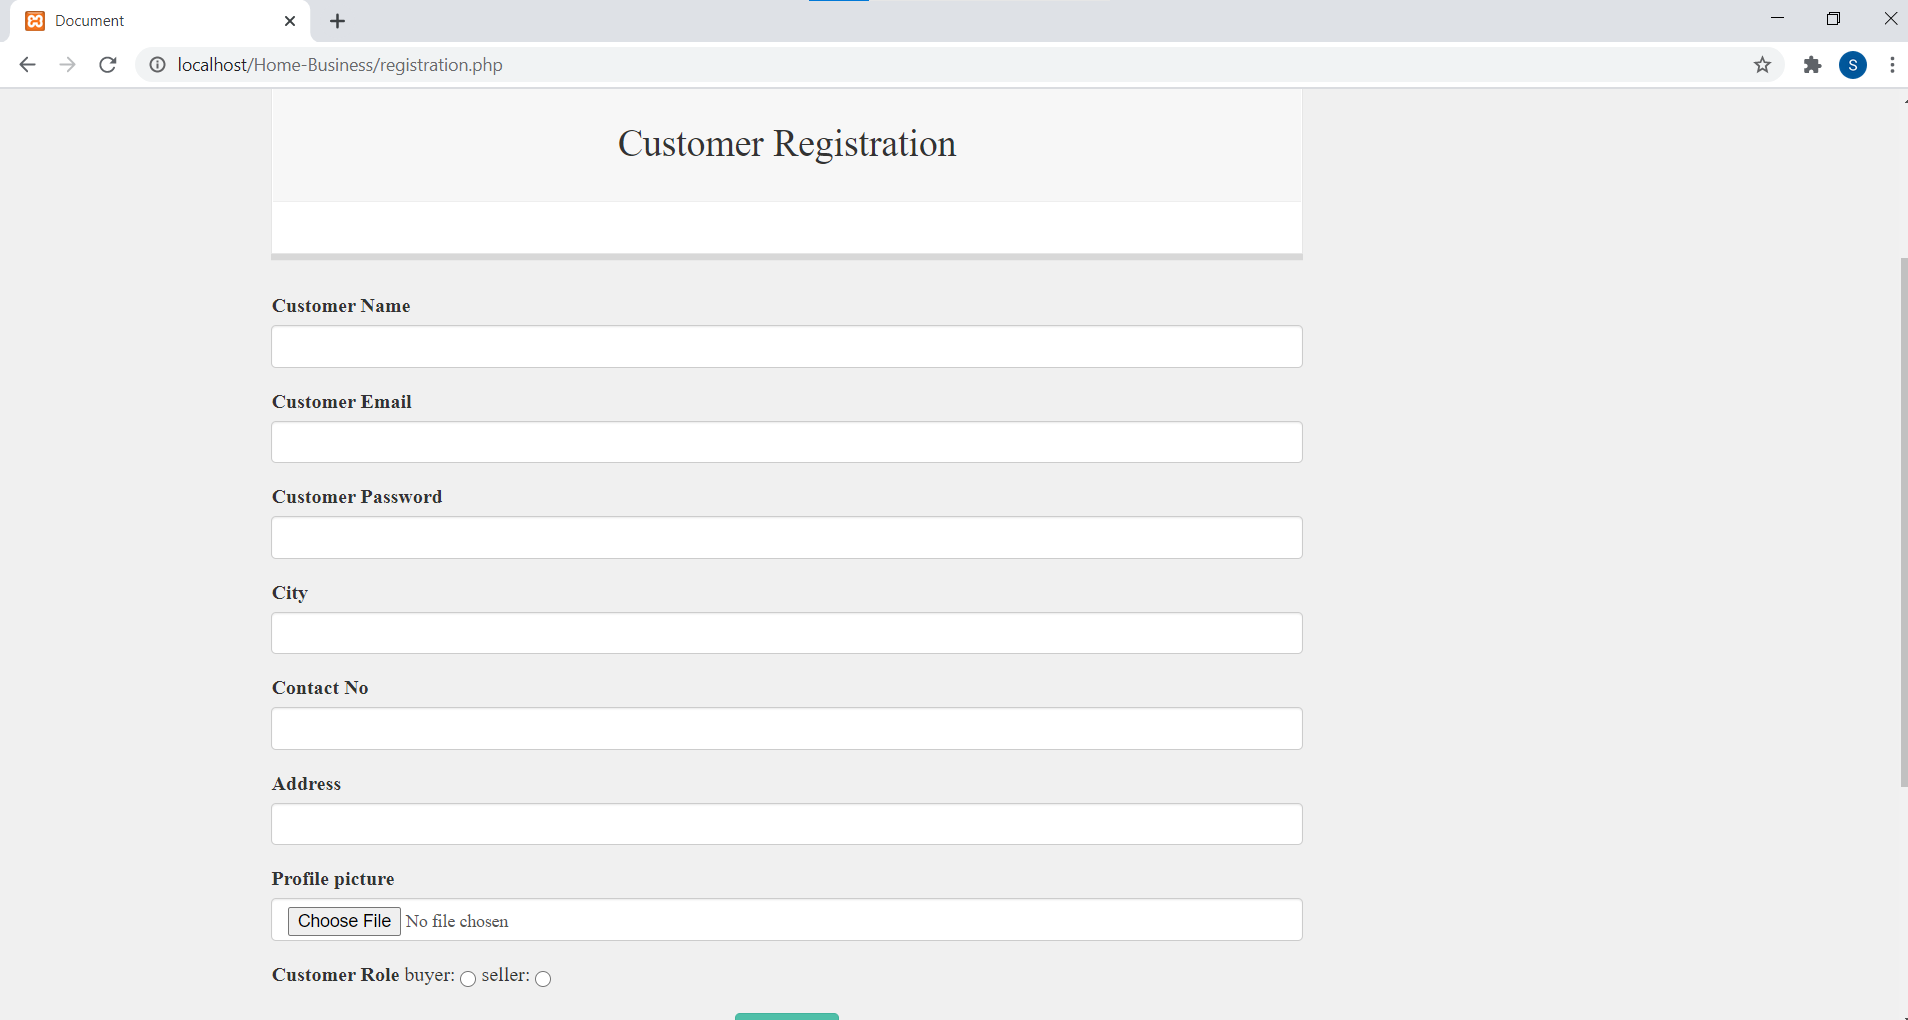 Document
localhost/Home-Business/registration.php
S
Customer Registration
Customer Name
Customer Email
Customer Password
City
Contact No
Address
Profile picture
Choose File No file chosen
Customer Role buyer: seller: